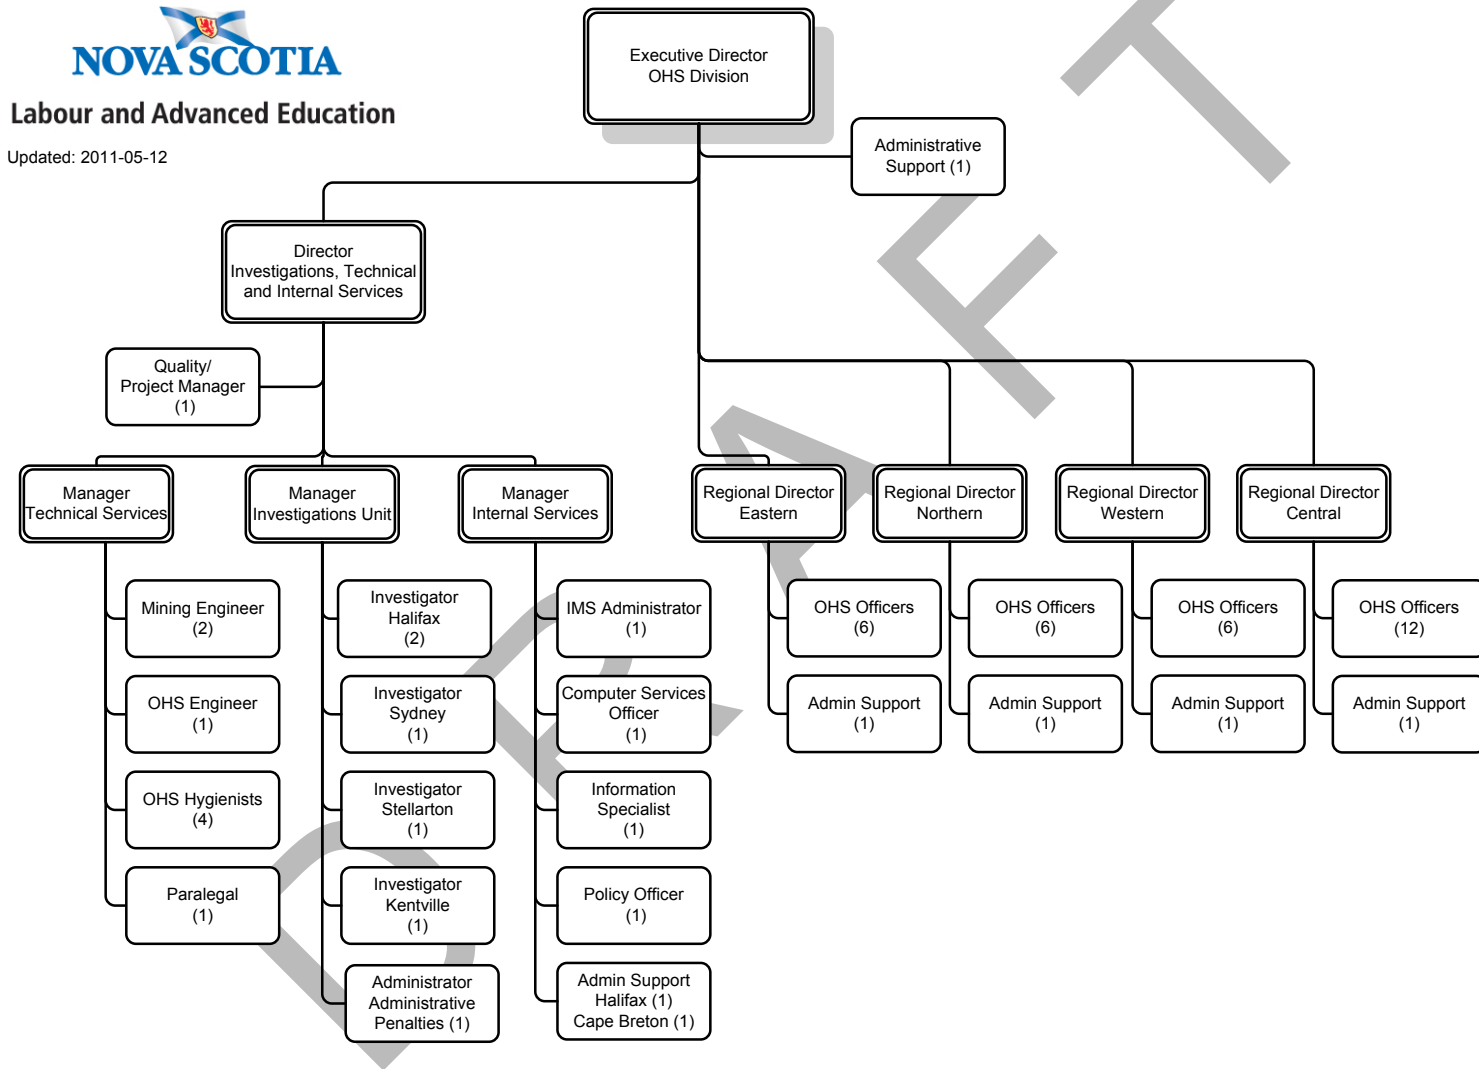 NOVA SCOTIA
Labour and Advanced Education
Updated: 2011-05-12
Executive Director
OHS Division
Administrative
Support (1)
Director
Investigations, Technical
and Internal Services
Quality/
Project Manager
(1)
Manager
Technical Services
Mining Engineer
(2)
OHS Engineer
(1)
OHS Hygienists
(4)
Paralegal
(1)
Manager
Investigations Unit
Investigator
Halifax
(2)
Investigator
Sydney
(1)
Investigator
Stellarton
(1)
Investigator
Kentville
(1)
Administrator
Administrative
Penalties (1)
Manager
Internal Services
IMS Administrator
(1)
Computer Services
Officer
(1)
Information
Specialist
(1)
Policy Officer
(1)
Admin Support
Halifax (1)
Cape Breton (1)
Regional Director
Eastern
OHS Officers
(6)
Admin Support
(1)
Regional Director
Northern
OHS Officers
(6)
Admin Support
(1)
Regional Director
Western
OHS Officers
(6)
Admin Support
(1)
Regional Director
Central
OHS Officers
(12)
Admin Support
(1)
DRAFT